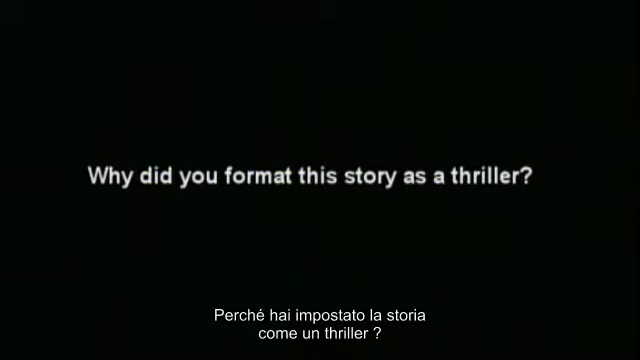 Why did you format this story as a thriller?
Perché hai impostato la storia
come un thriller ?